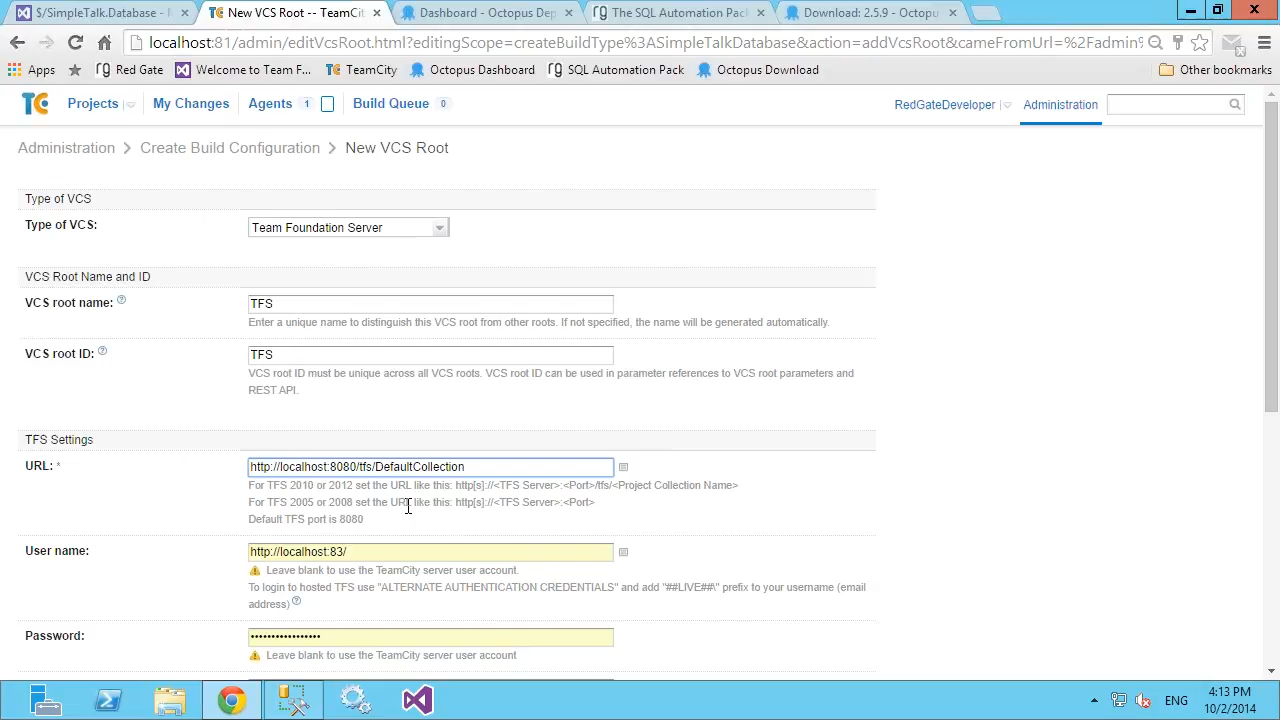 $/SimpleTalk.Database - M
New VCS Root -- TeamCity
Dashboard - Octopus Dep
The SQL Automation Pack
Download: 2.5.9 - Octopu
localhost:81/admin/editVcsRoot.html?editingScope=createBuildType%3ASimpleTalkDatabase&action=addVcsRoot&cameFromUrl=%2Fadmin%
Apps
Red Gate
Welcome to Team F...
TeamCity
Octopus Dashboard
SQL Automation Pack
Octopus Download
Other bookmarks
TC Projects My Changes Agents 1 Build Queue 0 RedGateDeveloper Administration
Administration > Create Build Configuration > New VCS Root
Type of VCS
Type of VCS: Team Foundation Server
VCS Root Name and ID
VCS root name: TFS
Enter a unique name to distinguish this VCS root from other roots. If not specified, the name will be generated automatically.
VCS root ID: TFS
VCS root ID must be unique across all VCS roots. VCS root ID can be used in parameter references to VCS root parameters and
REST API.
TFS Settings
URL: * http://localhost:8080/tfs/DefaultCollection
For TFS 2010 or 2012 set the URL like this: http[s]://<TFS Server>:<Port>/tfs/<Project Collection Name>
For TFS 2005 or 2008 set the URL like this: http[s]://<TFS Server>:<Port>
Default TFS port is 8080
User name: http://localhost:83/
Leave blank to use the TeamCity server user account.
To login to hosted TFS use "ALTERNATE AUTHENTICATION CREDENTIALS" and add "##LIVE##\" prefix to your username (email
address)
Password: •••••••••••••••••
Leave blank to use the TeamCity server user account
ENG
4:13 PM
10/2/2014